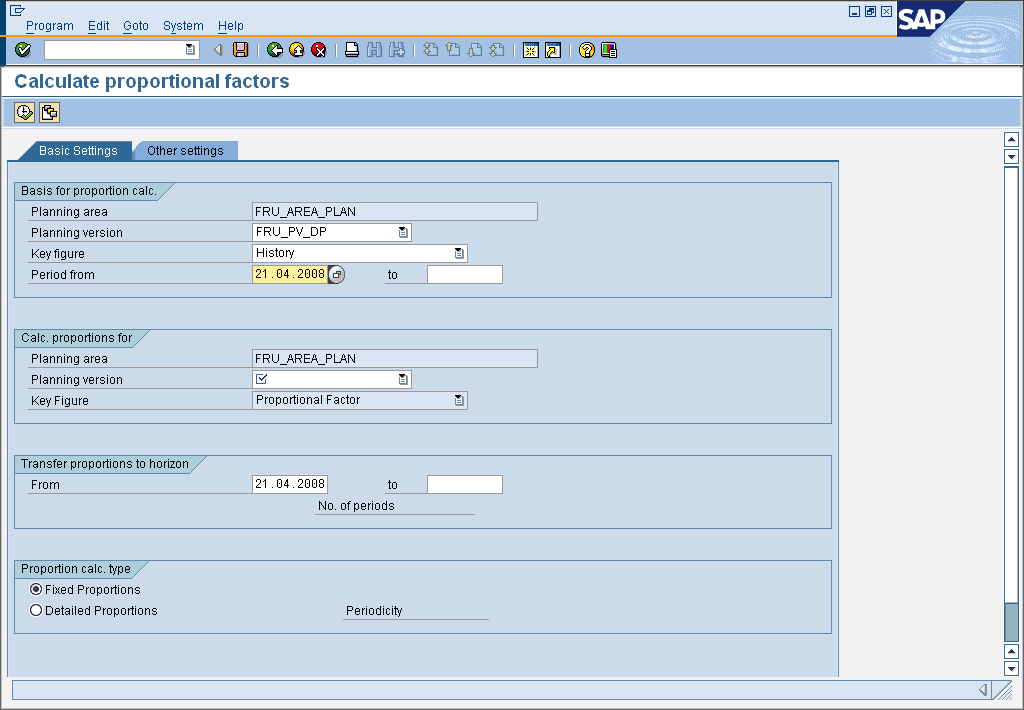 Program Edit Goto System Help
SAP
Calculate proportional factors
Basic Settings Other settings
Basis for proportion calc.
Planning area FRU_AREA_PLAN
Planning version FRU_PV_DP
Key figure History
Period from 21.04.2008 to
Calc. proportions for
Planning area FRU_AREA_PLAN
Planning version
Key Figure Proportional Factor
Transfer proportions to horizon
From 21.04.2008 to
No. of periods
Proportion calc. type
Fixed Proportions
Detailed Proportions Periodicity